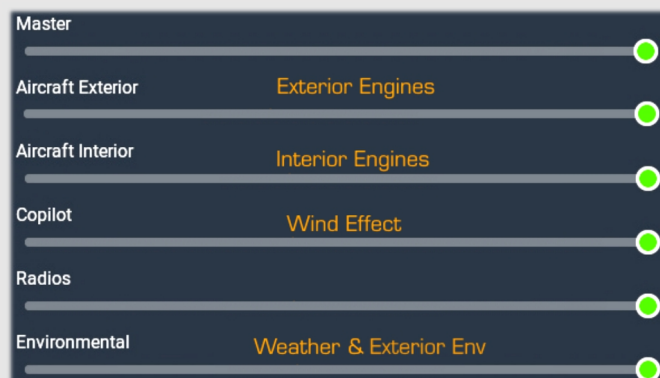 Master
Aircraft Exterior Exterior Engines
Aircraft Interior Interior Engines
Copilot Wind Effect
Radios
Environmental Weather & Exterior Env